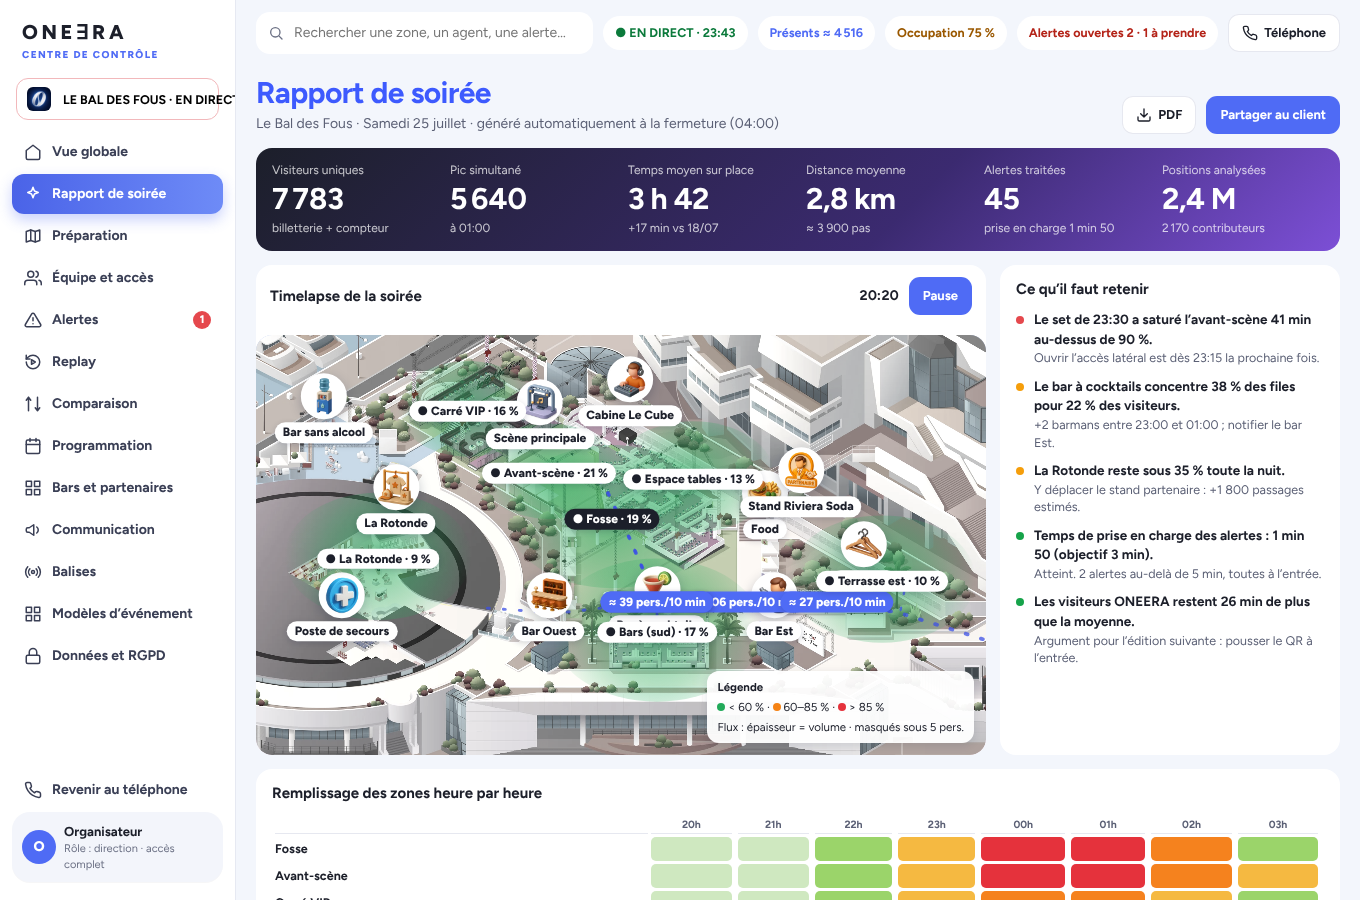 ONEERA
CENTRE DE CONTRÔLE
LE BAL DES FOUS · EN DIRECT
Vue globale
Rapport de soirée
Préparation
Équipe et accès
Alertes
1
Replay
Comparaison
Programmation
Bars et partenaires
Communication
Balises
Modèles d’événement
Données et RGPD
Revenir au téléphone
O
Organisateur
Rôle : direction · accès
complet
Rechercher une zone, un agent, une alerte...
EN DIRECT · 23:43
Présents ≈ 4 516
Occupation 75 %
Alertes ouvertes 2 · 1 à prendre
Téléphone
Rapport de soirée
Le Bal des Fous · Samedi 25 juillet · généré automatiquement à la fermeture (04:00)
PDF
Partager au client
Visiteurs uniques
7 783
billetterie + compteur
Pic simultané
5 640
à 01:00
Temps moyen sur place
3 h 42
+17 min vs 18/07
Distance moyenne
2,8 km
≈ 3 900 pas
Alertes traitées
45
prise en charge 1 min 50
Positions analysées
2,4 M
2 170 contributeurs
Timelapse de la soirée
20:20
Pause
Bar sans alcool
Carré VIP · 16 %
Cabine Le Cube
Scène principale
Avant-scène · 21 %
Espace tables · 13 %
PARTENAIRE
Stand Riviera Soda
La Rotonde
Fosse · 19 %
Food
La Rotonde · 9 %
Terrasse est · 10 %
≈ 39 pers./10 min
≈ 27 pers./10 min
Poste de secours
Bar Ouest
Bars (sud) · 17 %
Bar Est
Légende
< 60 % · 60–85 % · > 85 %
Flux : épaisseur = volume · masqués sous 5 pers.
Ce qu’il faut retenir
Le set de 23:30 a saturé l’avant-scène 41 min
au-dessus de 90 %.
Ouvrir l’accès latéral est dès 23:15 la prochaine fois.
Le bar à cocktails concentre 38 % des files
pour 22 % des visiteurs.
+2 barmans entre 23:00 et 01:00 ; notifier le bar
Est.
La Rotonde reste sous 35 % toute la nuit.
Y déplacer le stand partenaire : +1 800 passages
estimés.
Temps de prise en charge des alertes : 1 min
50 (objectif 3 min).
Atteint. 2 alertes au-delà de 5 min, toutes à l’entrée.
Les visiteurs ONEERA restent 26 min de plus
que la moyenne.
Argument pour l’édition suivante : pousser le QR à
l’entrée.
Remplissage des zones heure par heure
20h 21h 22h 23h 00h 01h 02h 03h
Fosse
Avant-scène